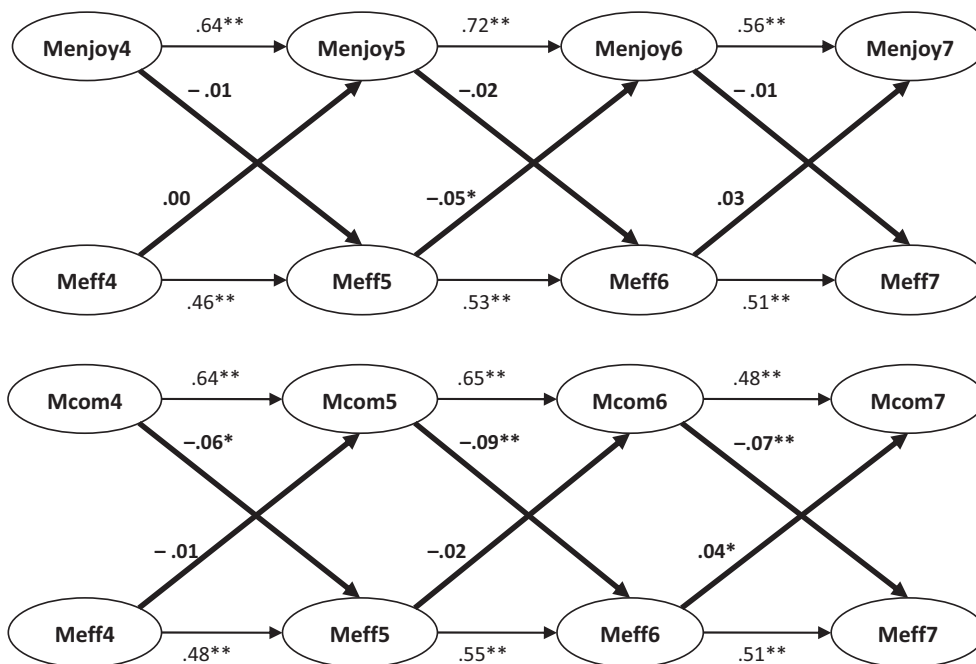 .64** .72** .56**
Menjoy4 Menjoy5 Menjoy6 Menjoy7
– .01 –.02 –.01
.00 –.05* .03
Meff4 Meff5 Meff6 Meff7
.46** .53** .51**
.64** .65** .48**
Mcom4 Mcom5 Mcom6 Mcom7
–.06* –.09** –.07**
– .01 –.02 .04*
Meff4 Meff5 Meff6 Meff7
.48** .55** .51**